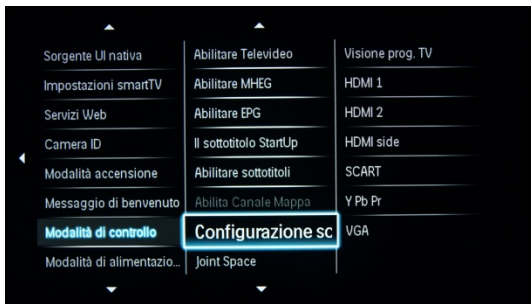 Sorgente UI nativa
Impostazioni smartTV
Servizi Web
Camera ID
Modalità accensione
Messaggio di benvenuto
Modalità di controllo
Modalità di alimentazio...
Abilitare Televideo
Abilitare MHEG
Abilitare EPG
Il sottotitolo StartUp
Abilitare sottotitoli
Abilita Canale Mappa
Configurazione sc
Joint Space
Visione prog. TV
HDMI 1
HDMI 2
HDMI side
SCART
Y Pb Pr
VGA